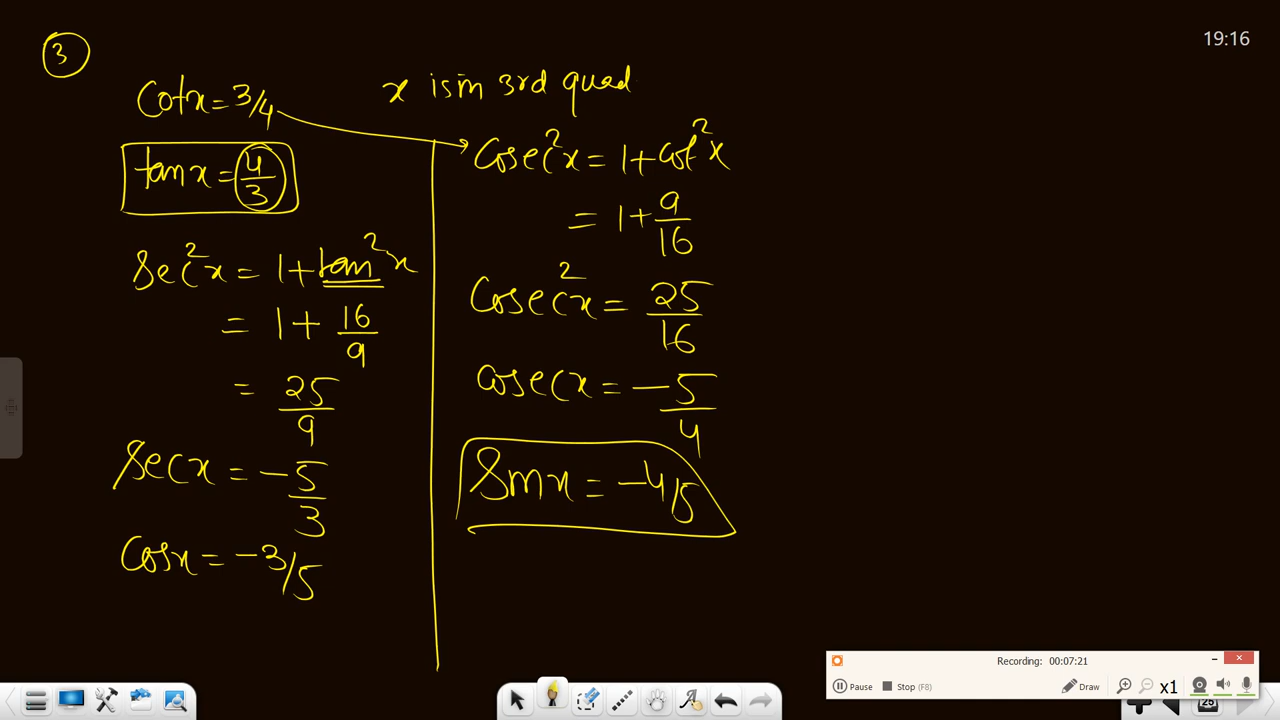 19:16
3
Cotx = 3/4
x is in 3rd quad
tanx = 4/3
Sec²x = 1 + tan²x
= 1 + 16/9
= 25/9
Secx = -5/3
Cosx = -3/5
Cosec²x = 1 + cot²x
= 1 + 9/16
Cosec²x = 25/16
Cosecx = -5/4
Sinx = -4/5
Recording: 00:07:21
Pause Stop (F8) Draw x1
25